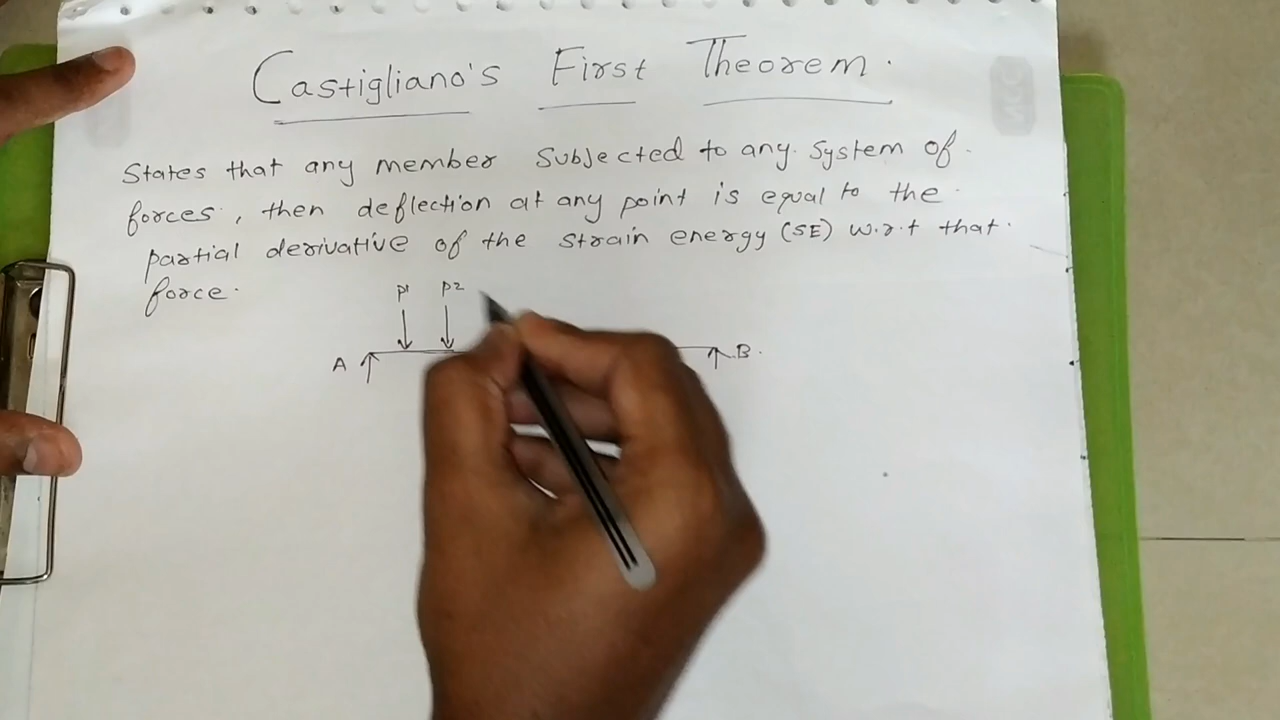 Castigliano's First Theorem.
States that any member Subjected to any System of
forces, then deflection at any point is equal to the
partial derivative of the strain energy (SE) w.r.t that
force.
P1 P2
A B